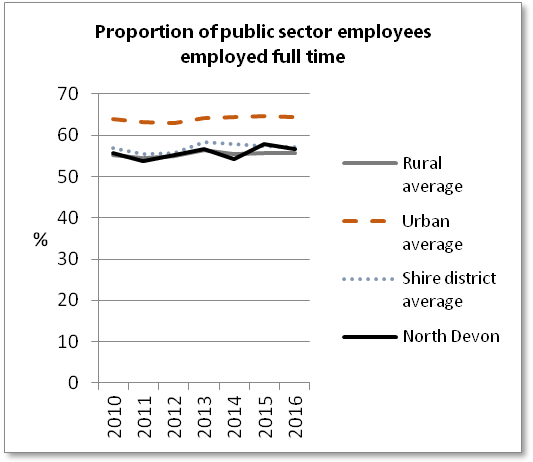 Proportion of public sector employees
employed full time
70
60
50
40
30
20
10
0
%
2010
2011
2012
2013
2014
2015
2016
Rural
average
Urban
average
Shire district
average
North Devon